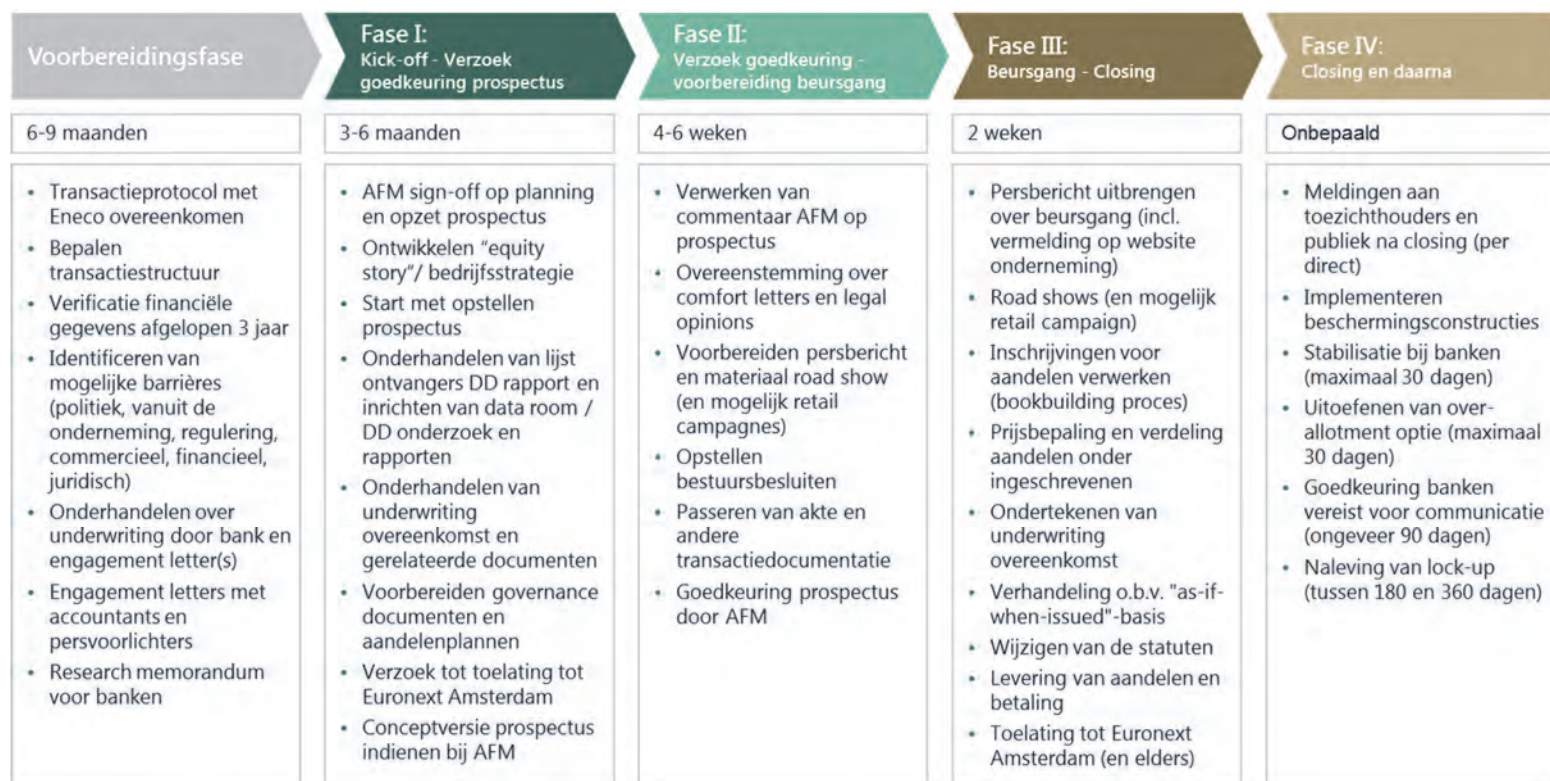 Voorbereidingsfase
6-9 maanden
• Transactieprotocol met
Eneco overeenkomen
• Bepalen
transactiestructuur
• Verificatie financiële
gegevens afgelopen 3 jaar
• Identificeren van
mogelijke barrières
(politiek, vanuit de
onderneming, regulering,
commercieel, financieel,
juridisch)
• Onderhandelen over
underwriting door bank en
engagement letter(s)
• Engagement letters met
accountants en
persvoorlichters
• Research memorandum
voor banken
Fase I:
Kick-off - Verzoek
goedkeuring prospectus
3-6 maanden
• AFM sign-off op planning
en opzet prospectus
• Ontwikkelen “equity
story”/ bedrijfsstrategie
• Start met opstellen
prospectus
• Onderhandelen van lijst
ontvangers DD rapport en
inrichten van data room /
DD onderzoek en
rapporten
• Onderhandelen van
underwriting
overeenkomst en
gerelateerde documenten
• Voorbereiden governance
documenten en
aandelenplannen
• Verzoek tot toelating tot
Euronext Amsterdam
• Conceptversie prospectus
indienen bij AFM
Fase II:
Verzoek goedkeuring -
voorbereiding beursgang
4-6 weken
• Verwerken van
commentaar AFM op
prospectus
• Overeenstemming over
comfort letters en legal
opinions
• Voorbereiden persbericht
en materiaal road show
(en mogelijk retail
campagnes)
• Opstellen
bestuursbesluiten
• Passeren van akte en
andere
transactiedocumentatie
• Goedkeuring prospectus
door AFM
Fase III:
Beursgang - Closing
2 weken
• Persbericht uitbrengen
over beursgang (incl.
vermelding op website
onderneming)
• Road shows (en mogelijk
retail campaign)
• Inschrijvingen voor
aandelen verwerken
(bookbuilding proces)
• Prijsbepaling en verdeling
aandelen onder
ingeschrevenen
• Ondertekenen van
underwriting
overeenkomst
• Verhandeling o.b.v. "as-if-
when-issued"-basis
• Wijzigen van de statuten
• Levering van aandelen en
betaling
• Toelating tot Euronext
Amsterdam (en elders)
Fase IV:
Closing en daarna
Onbepaald
• Meldingen aan
toezichthouders en
publiek na closing (per
direct)
• Implementeren
beschermingsconstructies
• Stabilisatie bij banken
(maximaal 30 dagen)
• Uitoefenen van over-
allotment optie (maximaal
30 dagen)
• Goedkeuring banken
vereist voor communicatie
(ongeveer 90 dagen)
• Naleving van lock-up
(tussen 180 en 360 dagen)